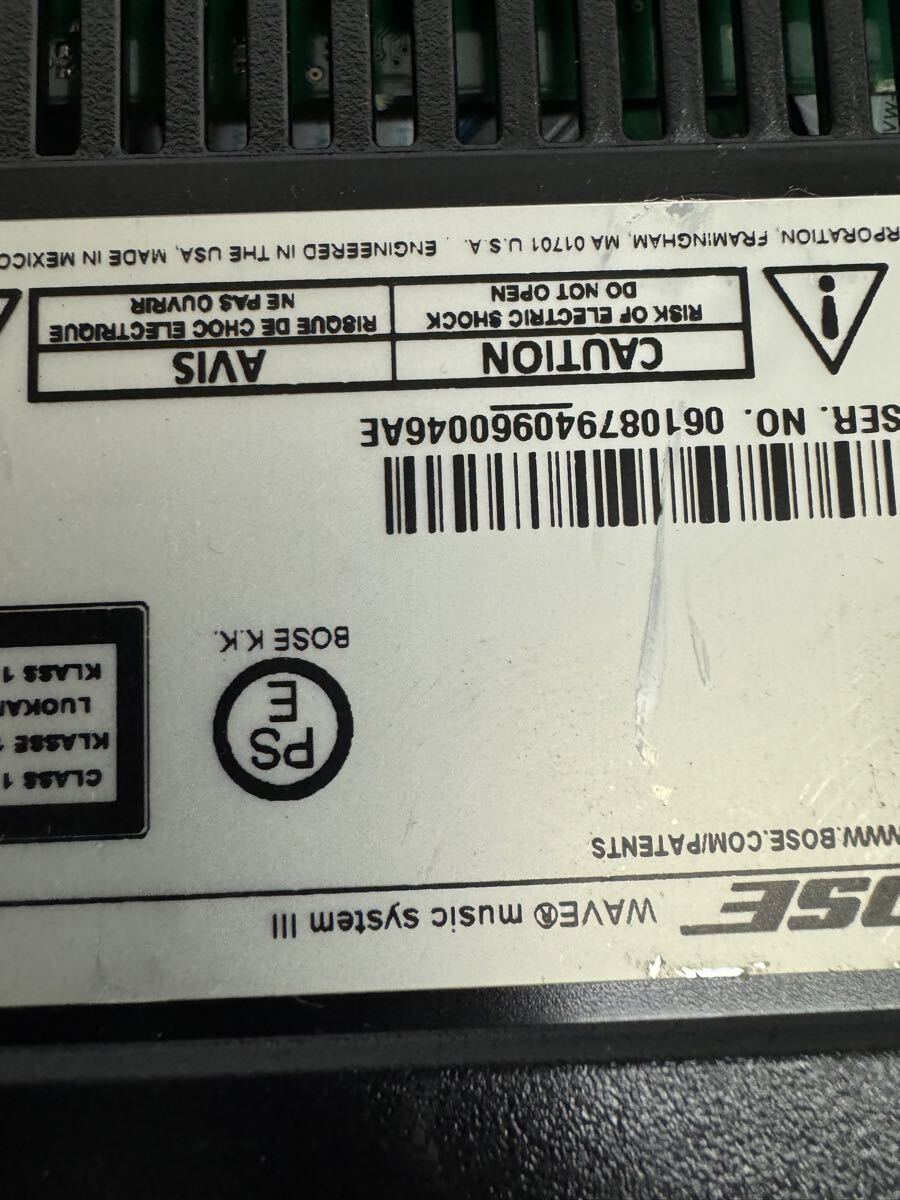 OSE WAVE® music system III
WWW.BOSE.COM/PATENTS
CLASS 1
KLASSE 1
LUOKAN
KLASS 1
PS
E
BOSE K.K.
SER. NO. 061087940960046AE
CAUTION
RISK OF ELECTRIC SHOCK
DO NOT OPEN
AVIS
RISQUE DE CHOC ELECTRIQUE
NE PAS OUVRIR
RPORATION, FRAMINGHAM, MA 01701 U.S.A. ENGINEERED IN THE USA, MADE IN MEXICO